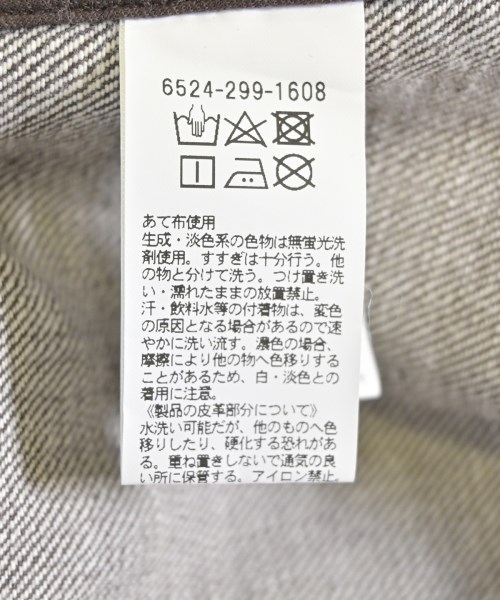 6524-299-1608
あて布使用
生成・淡色系の色物は無蛍光洗
剤使用。すすぎは十分行う。他
の物と分けて洗う。つけ置き洗
い・濡れたままの放置禁止。
汗・飲料水等の付着物は、変色
の原因となる場合があるので速
やかに洗い流す。濃色の場合、
摩擦により他の物へ色移りする
ことがあるため、白・淡色との
着用に注意。
《製品の皮革部分について》
水洗い可能だが、他のものへ色
移りしたり、硬化する恐れがあ
る。重ね置きしないで通気の良
い所に保管する。アイロン禁止。